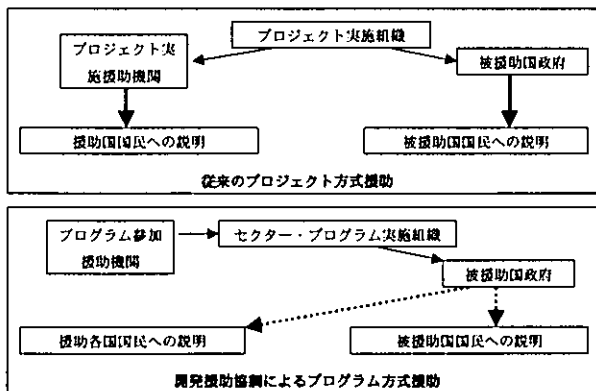 プロジェクト実施組織
プロジェクト実
施援助機関
被援助国政府
援助国国民への説明
被援助国国民への説明
従来のプロジェクト方式援助
プログラム参加
援助機関
セクター・プログラム実施組織
被援助国政府
援助各国国民への説明
被援助国国民への説明
開発援助協調によるプログラム方式援助